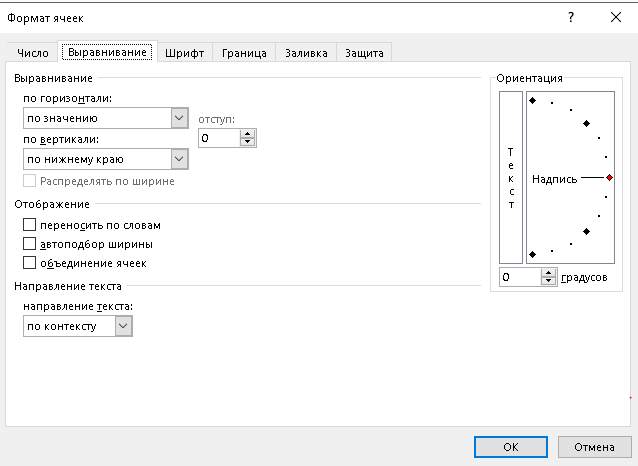 Формат ячеек
?
Число Выравнивание Шрифт Граница Заливка Защита
Выравнивание
по горизонтали:
по значению
отступ:
0
по вертикали:
по нижнему краю
Распределять по ширине
Отображение
переносить по словам
автоподбор ширины
объединение ячеек
Направление текста
направление текста:
по контексту
Ориентация
Текст
Надпись
0 градусов
ОК Отмена